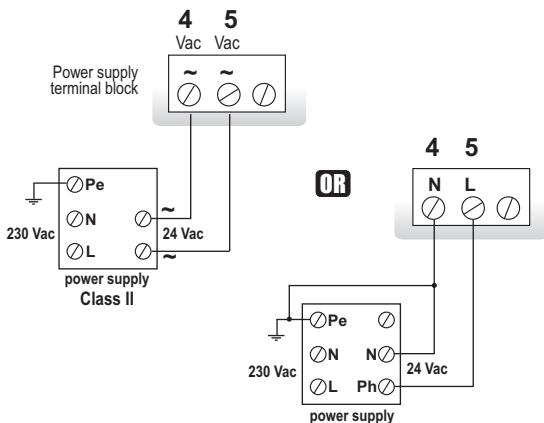 4 5
Vac Vac
~ ~
Power supply
terminal block
Pe
N ~
230 Vac 24 Vac
L ~
power supply
Class II
OR
4 5
N L
Pe
N N 24 Vac
230 Vac
L Ph
power supply